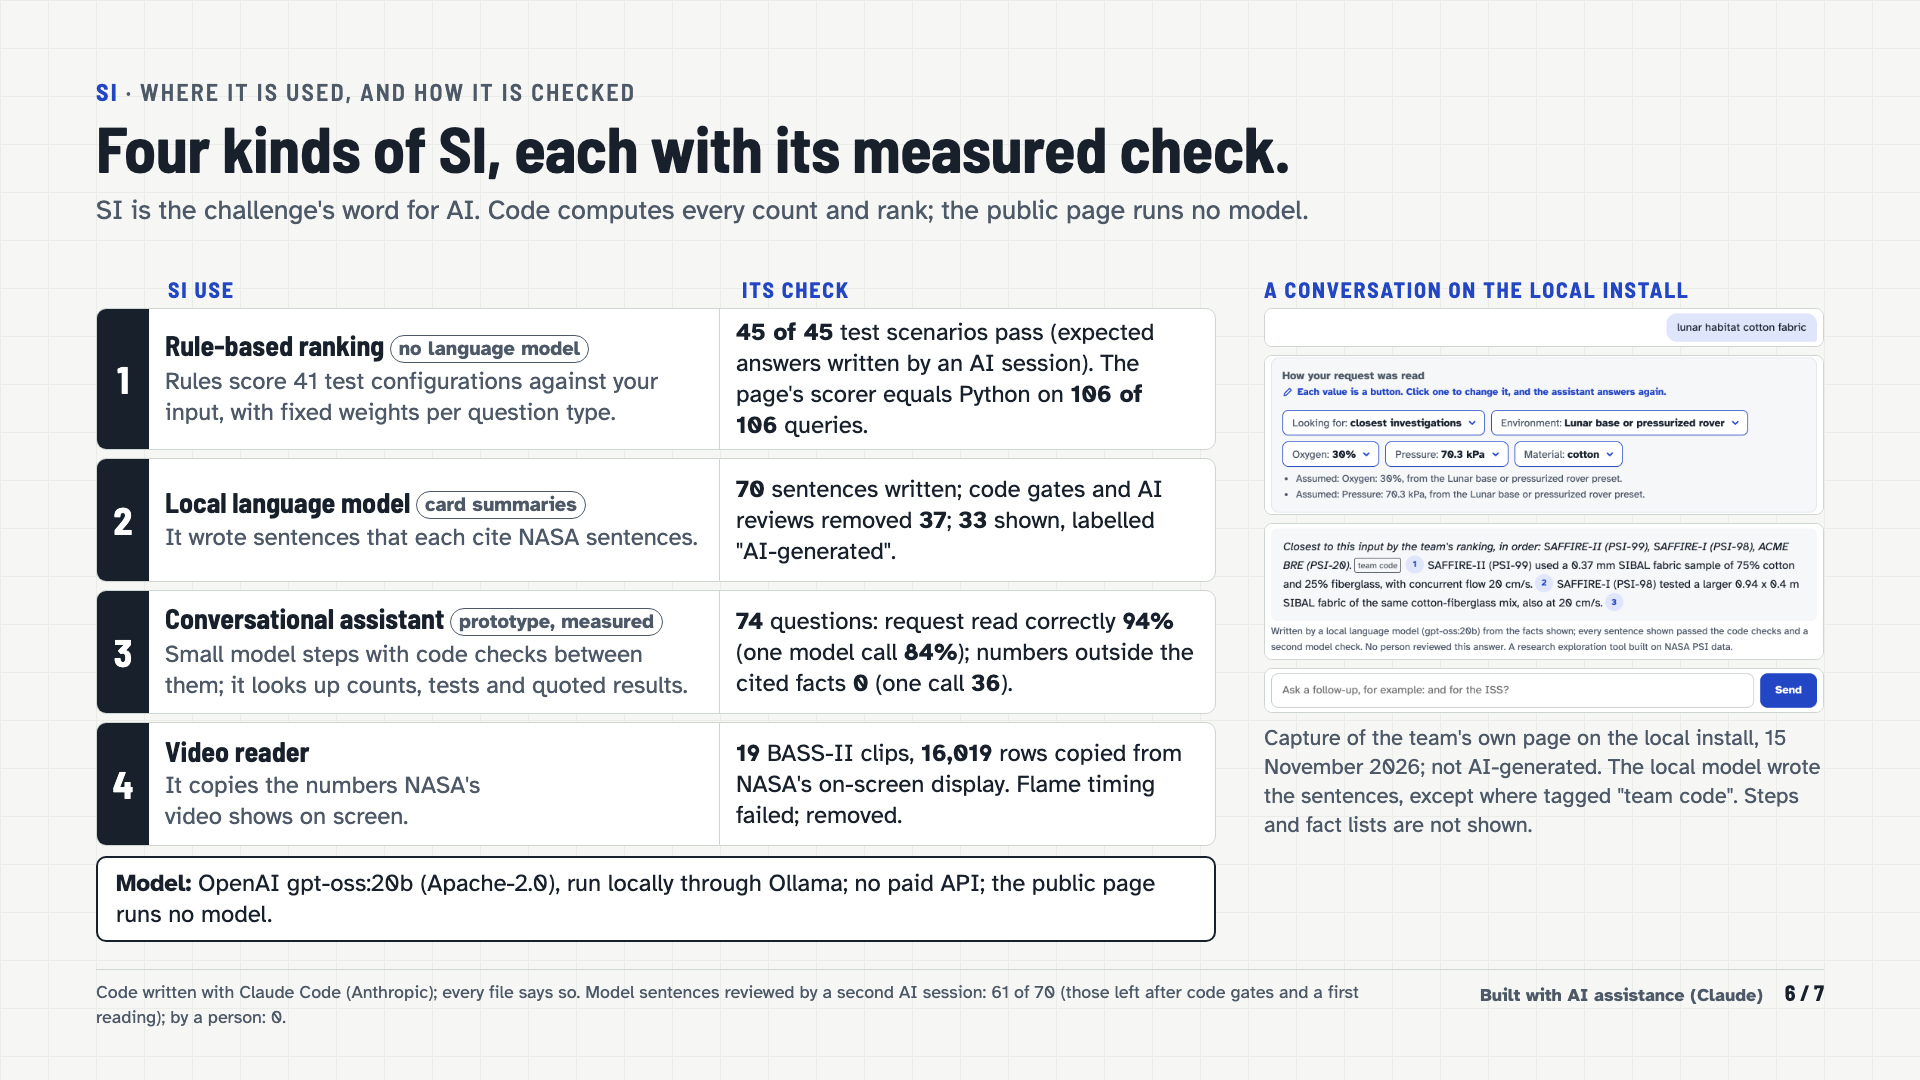 SI · WHERE IT IS USED, AND HOW IT IS CHECKED
Four kinds of SI, each with its measured check.
SI is the challenge's word for AI. Code computes every count and rank; the public page runs no model.
SI USE
ITS CHECK
1
Rule-based ranking no language model
Rules score 41 test configurations against your
input, with fixed weights per question type.
45 of 45 test scenarios pass (expected
answers written by an AI session). The
page's scorer equals Python on 106 of
106 queries.
2
Local language model card summaries
It wrote sentences that each cite NASA sentences.
70 sentences written; code gates and AI
reviews removed 37; 33 shown, labelled
"AI-generated".
3
Conversational assistant prototype, measured
Small model steps with code checks between
them; it looks up counts, tests and quoted results.
74 questions: request read correctly 94%
(one model call 84%); numbers outside the
cited facts 0 (one call 36).
4
Video reader
It copies the numbers NASA's
video shows on screen.
19 BASS-II clips, 16,019 rows copied from
NASA's on-screen display. Flame timing
failed; removed.
Model: OpenAI gpt-oss:20b (Apache-2.0), run locally through Ollama; no paid API; the public page
runs no model.
A CONVERSATION ON THE LOCAL INSTALL
lunar habitat cotton fabric
How your request was read
Each value is a button. Click one to change it, and the assistant answers again.
Looking for: closest investigations Environment: Lunar base or pressurized rover
Oxygen: 30% Pressure: 70.3 kPa Material: cotton
• Assumed: Oxygen: 30%, from the Lunar base or pressurized rover preset.
• Assumed: Pressure: 70.3 kPa, from the Lunar base or pressurized rover preset.
Closest to this input by the team's ranking, in order: SAFFIRE-II (PSI-99), SAFFIRE-I (PSI-98), ACME
BRE (PSI-20). team code 1 SAFFIRE-II (PSI-99) used a 0.37 mm SIBAL fabric sample of 75% cotton
and 25% fiberglass, with concurrent flow 20 cm/s. 2 SAFFIRE-I (PSI-98) tested a larger 0.94 x 0.4 m
SIBAL fabric of the same cotton-fiberglass mix, also at 20 cm/s. 3
Written by a local language model (gpt-oss:20b) from the facts shown; every sentence shown passed the code checks and a
second model check. No person reviewed this answer. A research exploration tool built on NASA PSI data.
Ask a follow-up, for example: and for the ISS?
Send
Capture of the team's own page on the local install, 15
November 2026; not AI-generated. The local model wrote
the sentences, except where tagged "team code". Steps
and fact lists are not shown.
Code written with Claude Code (Anthropic); every file says so. Model sentences reviewed by a second AI session: 61 of 70 (those left after code gates and a first
reading); by a person: 0.
Built with AI assistance (Claude) 6 / 7